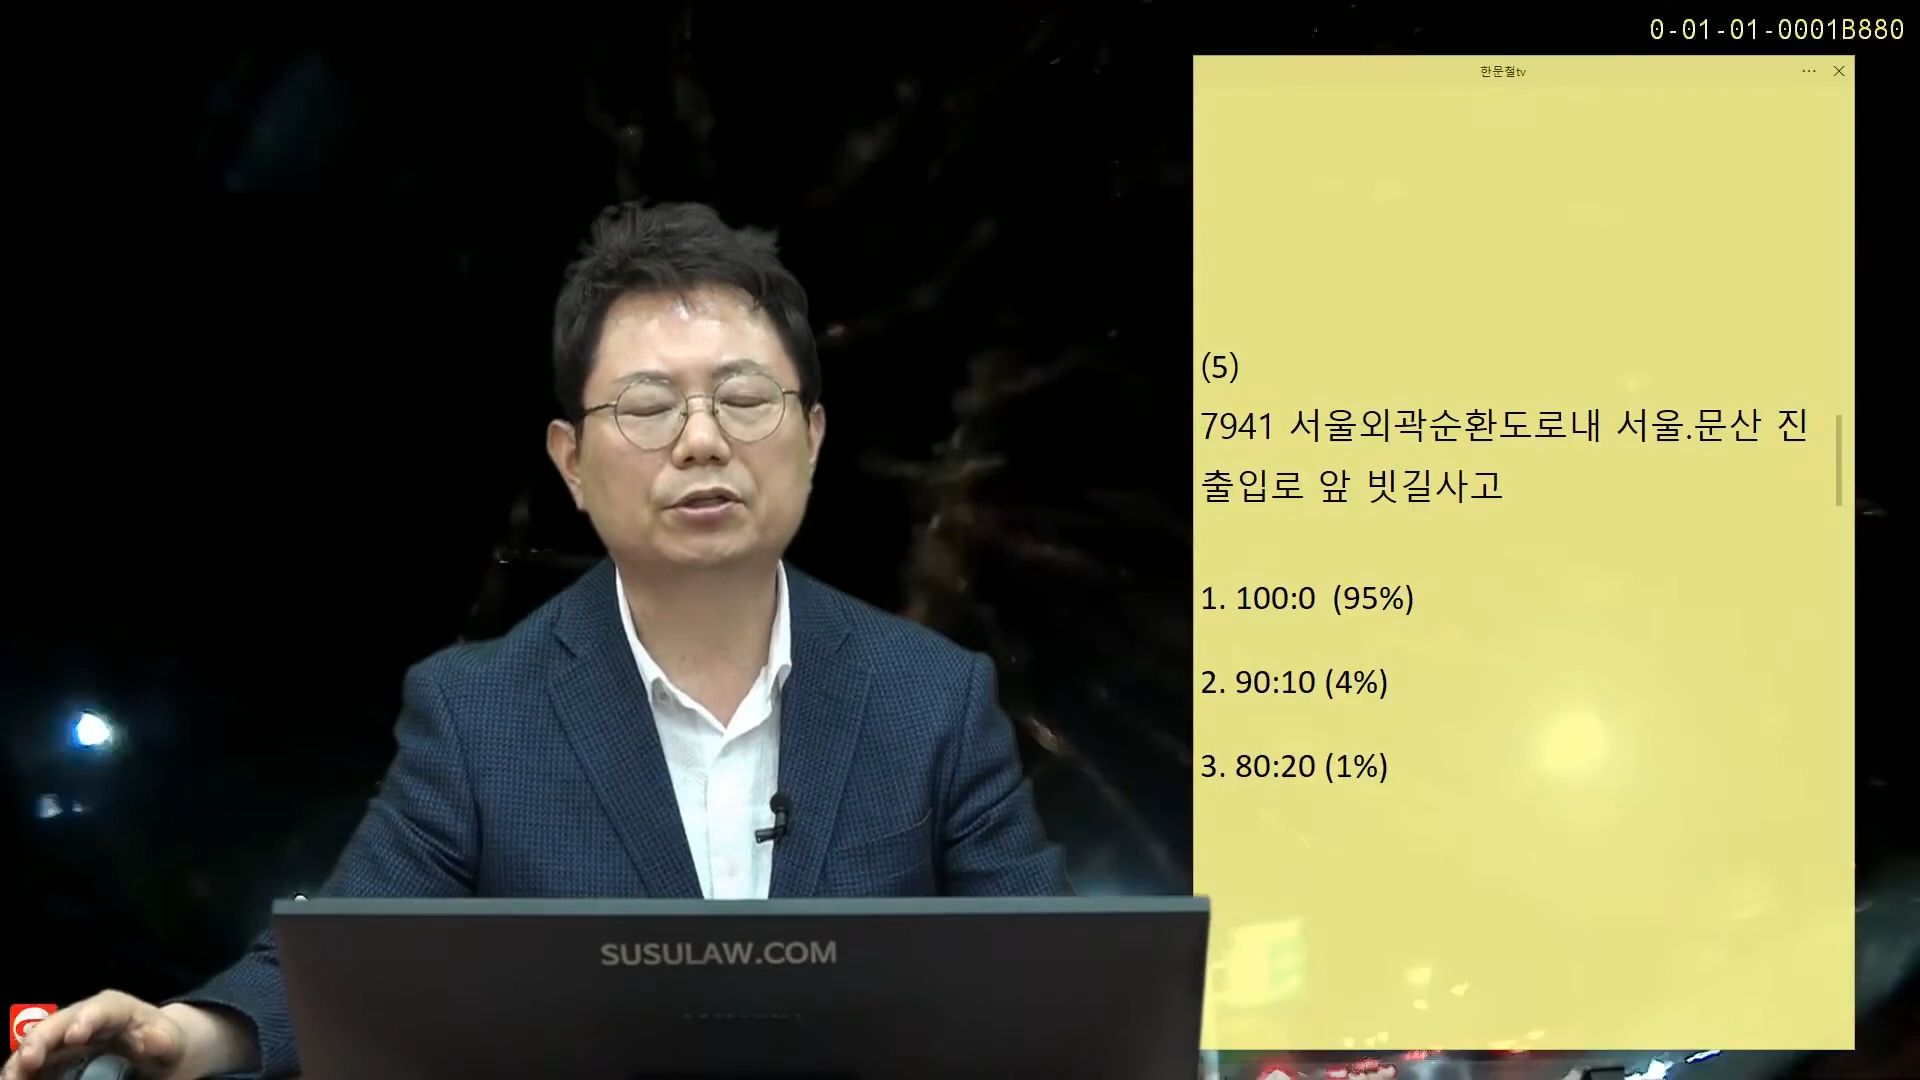 0-01-01-0001B880
한문철tv
(5)
7941 서울외곽순환도로내 서울.문산 진
출입로 앞 빗길사고
1. 100:0 (95%)
2. 90:10 (4%)
3. 80:20 (1%)
SUSULAW.COM